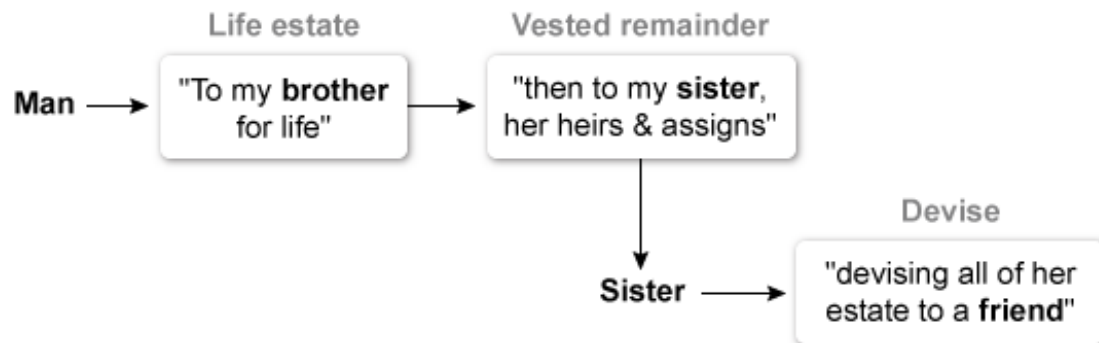 Life estate
Vested remainder
Man
"To my brother
for life"
"then to my sister,
her heirs & assigns"
Devise
Sister
"devising all of her
estate to a friend"